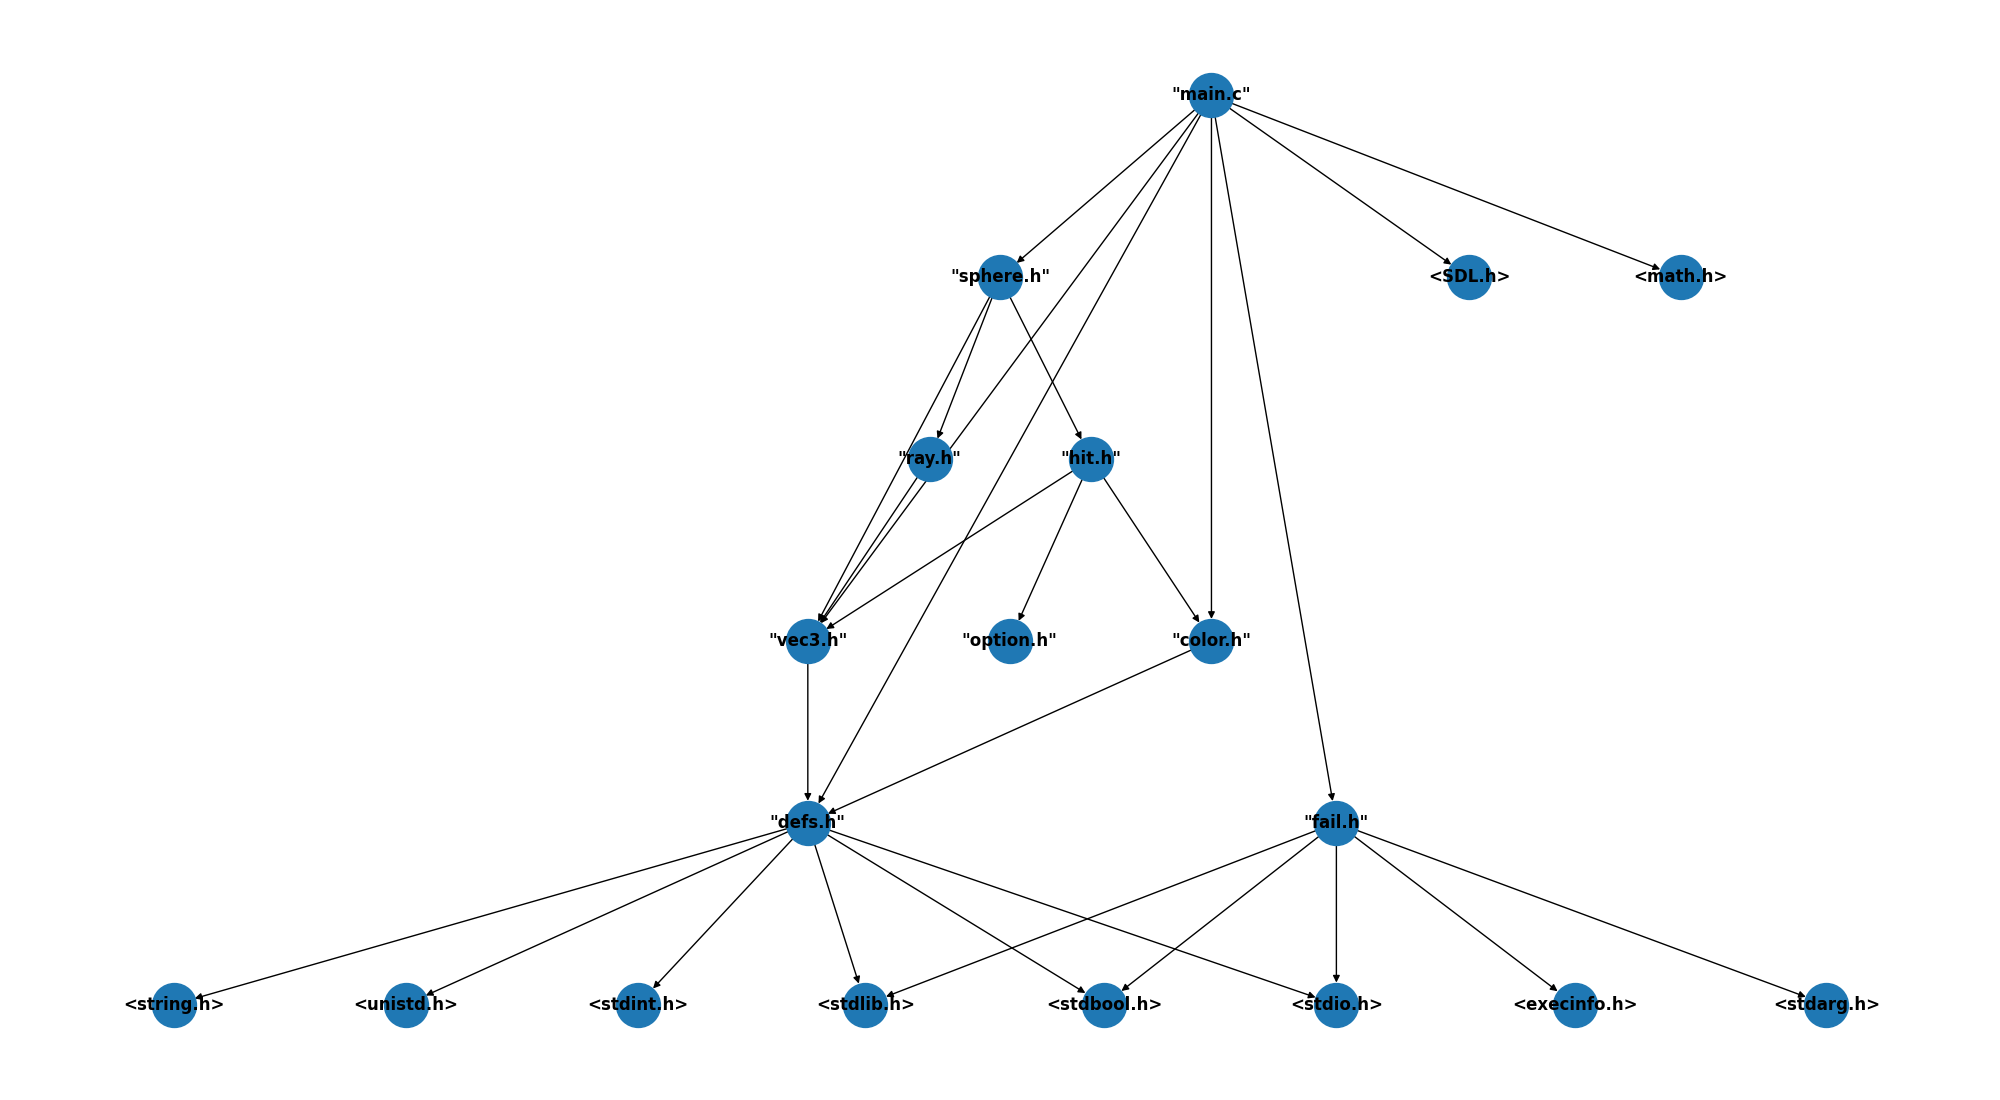 "main.c"
"sphere.h"
<SDL.h>
<math.h>
"ray.h"
"hit.h"
"vec3.h"
"option.h"
"color.h"
"defs.h"
"fail.h"
<string.h>
<unistd.h>
<stdint.h>
<stdlib.h>
<stdbool.h>
<stdio.h>
<execinfo.h>
<stdarg.h>